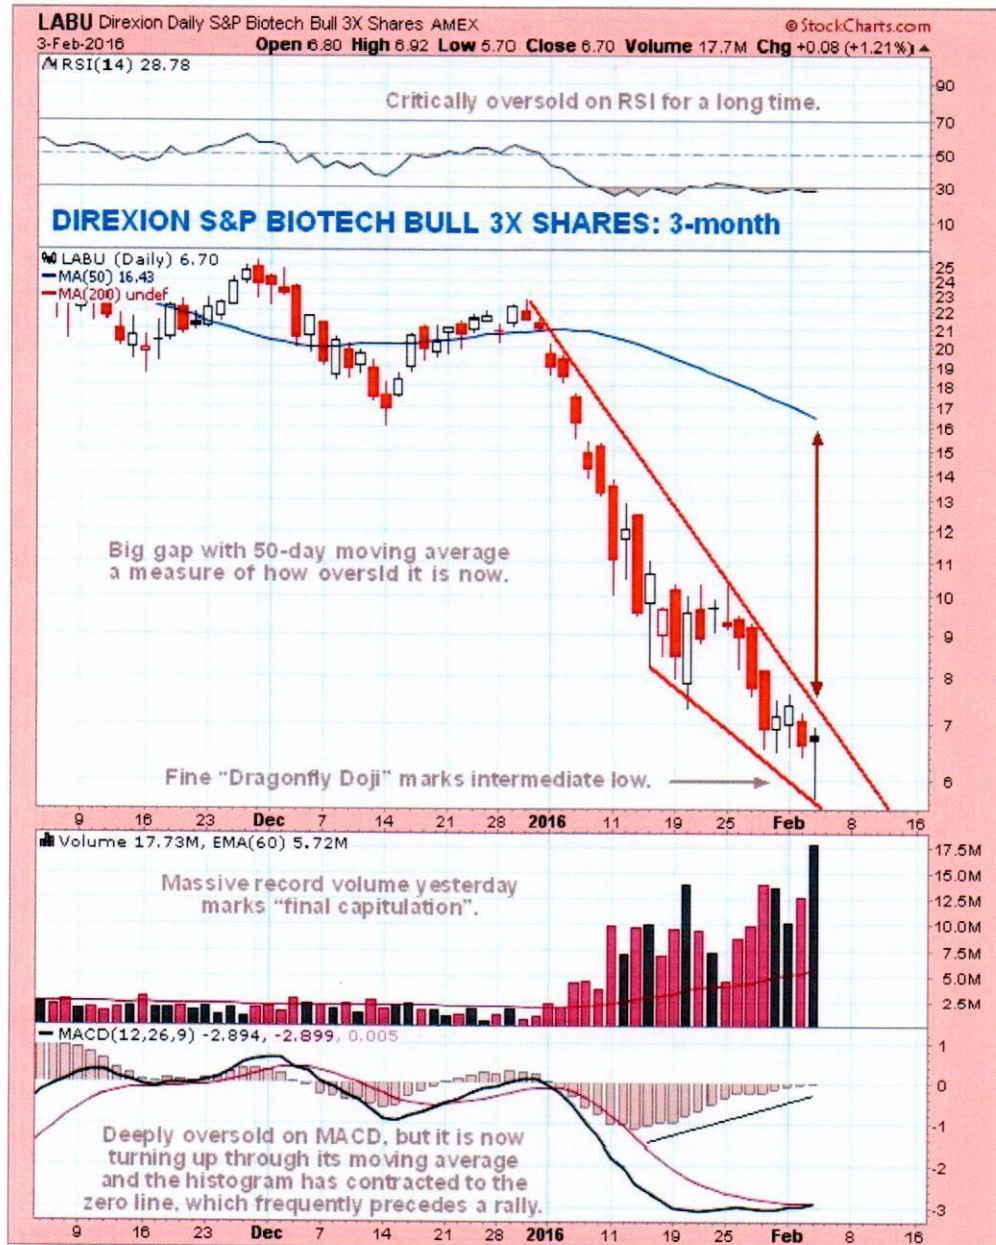 LABU Direxion Daily S&P Biotech Bull 3X Shares AMEX © StockCharts.com
3-Feb-2016 Open 6.80 High 6.92 Low 5.70 Close 6.70 Volume 17.7M Chg +0.08 (+1.21%)
RSI(14) 28.78
Critically oversold on RSI for a long time.
90
70
50
30
10
DIREXION S&P BIOTECH BULL 3X SHARES: 3-month
LABU (Daily) 6.70
MA(50) 16.43
MA(200) undef
25
24
23
22
21
20
19
18
17
16
15
14
13
12
11
10
9
8
7
6
Big gap with 50-day moving average
a measure of how oversld it is now.
Fine "Dragonfly Doji" marks intermediate low.
9 16 23 Dec 7 14 21 28 2016 11 19 25 Feb 8 16
Volume 17.73M, EMA(60) 5.72M
Massive record volume yesterday
marks "final capitulation".
17.5M
15.0M
12.5M
10.0M
7.5M
5.0M
2.5M
MACD(12,26,9) -2.894, -2.899, 0.005
1
0
-1
-2
-3
Deeply oversold on MACD, but it is now
turning up through its moving average
and the histogram has contracted to the
zero line, which frequently precedes a rally.
9 16 23 Dec 7 14 21 28 2016 11 19 25 Feb 8 16